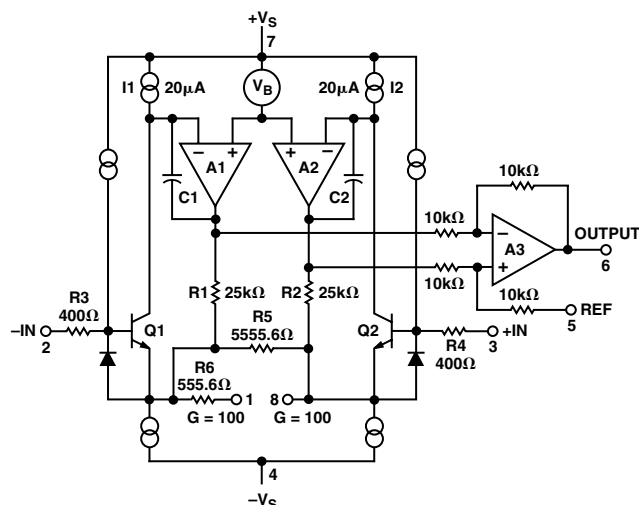 +VS
7
I1
20µA
VB
20µA
I2
–
+
+
–
A1
A2
C1
C2
10kΩ
10kΩ
–
OUTPUT
A3
6
+
10kΩ
10kΩ
REF
5
R1
25kΩ
R2
25kΩ
R3
400Ω
–IN
2
Q1
R5
5555.6Ω
Q2
+IN
3
R4
400Ω
R6
555.6Ω
1
8
G = 100
G = 100
4
–VS